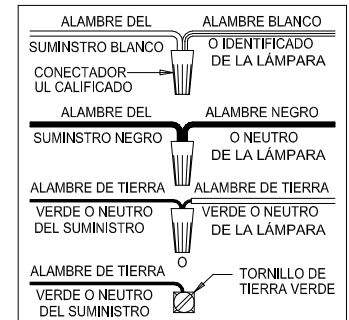 ALAMBRE DEL ALAMBRE BLANCO
SUMINSTRO BLANCO O IDENTIFICADO
DE LA LÁMPARA
CONECTADOR
UL CALIFICADO
ALAMBRE DEL ALAMBRE NEGRO
SUMINSTRO NEGRO O NEUTRO
DE LA LÁMPARA
ALAMBRE DE TIERRA ALAMBRE DE TIERRA
VERDE O NEUTRO VERDE O NEUTRO
DEL SUMINISTRO DE LA LÁMPARA
O
ALAMBRE DE TIERRA TORNILLO DE
VERDE O NEUTRO TIERRA VERDE
DEL SUMINISTRO